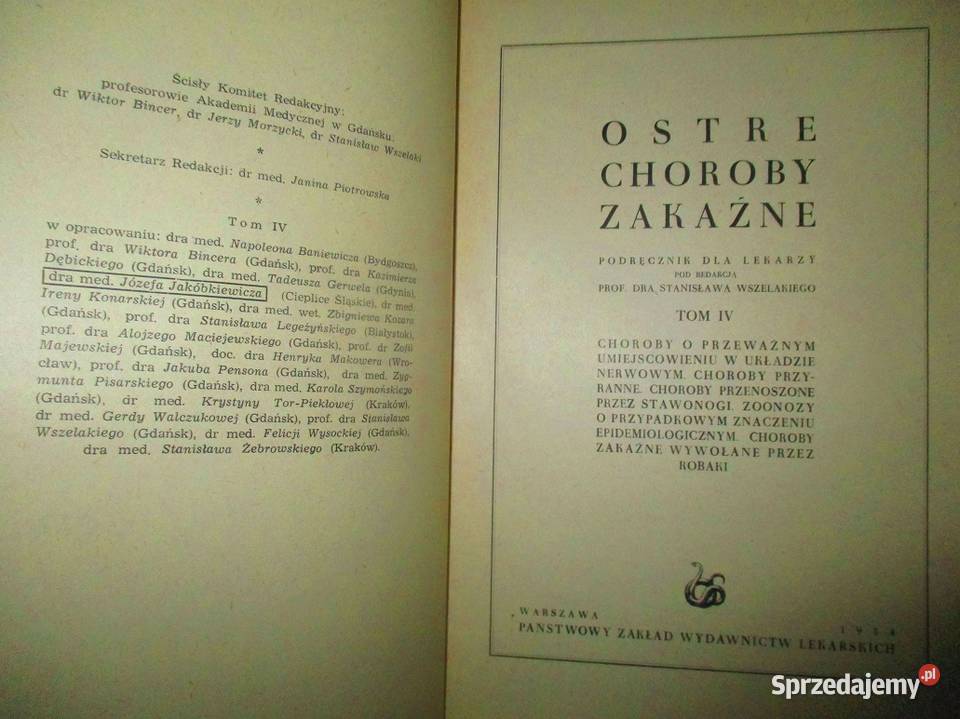 Ścisły Komitet Redakcyjny:
profesorowie Akademii Medycznej w Gdańsku:
dr Wiktor Bincer, dr Jerzy Morzycki, dr Stanisław Wszelaki
*
Sekretarz Redakcji: dr med. Janina Piotrowska
*
Tom IV
w opracowaniu: dra med. Napoleona Baniewicza (Bydgoszcz),
prof. dra Wiktora Bincera (Gdańsk), prof. dra Kazimierza
Dębickiego (Gdańsk), dra med. Tadeusza Gerwela (Gdynia),
dra med. Józefa Jakóbkiewicza (Cieplice Śląskie), dr med.
Ireny Konarskiej (Gdańsk), dra med. wet. Zbigniewa Kozara
(Gdańsk), prof. dra Stanisława Legeżyńskiego (Białystok),
prof. dra Alojzego Maciejewskiego (Gdańsk), prof. dr Zofii
Majewskiej (Gdańsk), doc. dra Henryka Makowera (Wro-
cław), prof. dra Jakuba Pensona (Gdańsk), dra med. Zyg-
munta Pisarskiego (Gdańsk), dra med. Karola Szymońskiego
(Gdańsk), dr med. Krystyny Tor-Piekłowej (Kraków),
dr med. Gerdy Walczukowej (Gdańsk), prof. dra Stanisława
Wszelakiego (Gdańsk), dr med. Felicji Wysockiej (Gdańsk),
dra med. Stanisława Żebrowskiego (Kraków).
OSTRE
CHOROBY
ZAKAŹNE
PODRĘCZNIK DLA LEKARZY
POD REDAKCJĄ
PROF. DRA STANISŁAWA WSZELAKIEGO
TOM IV
CHOROBY O PRZEWAŻNYM
UMIEJSCOWIENIU W UKŁADZIE
NERWOWYM. CHOROBY PRZY-
RANNE. CHOROBY PRZENOSZONE
PRZEZ STAWONOGI. ZOONOZY
O PRZYPADKOWYM ZNACZENIU
EPIDEMIOLOGICZNYM. CHOROBY
ZAKAŹNE WYWOŁANE PRZEZ
ROBAKI
WARSZAWA 1954
PAŃSTWOWY ZAKŁAD WYDAWNICTW LEKARSKICH
Sprzedajemy.pl